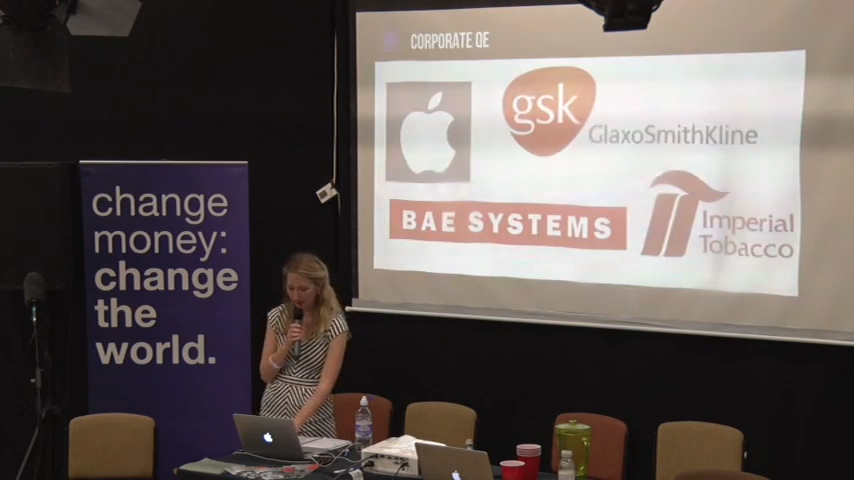 CORPORATE QE
gsk
GlaxoSmithKline
BAE SYSTEMS
Imperial
Tobacco
change
money:
change
the
world.